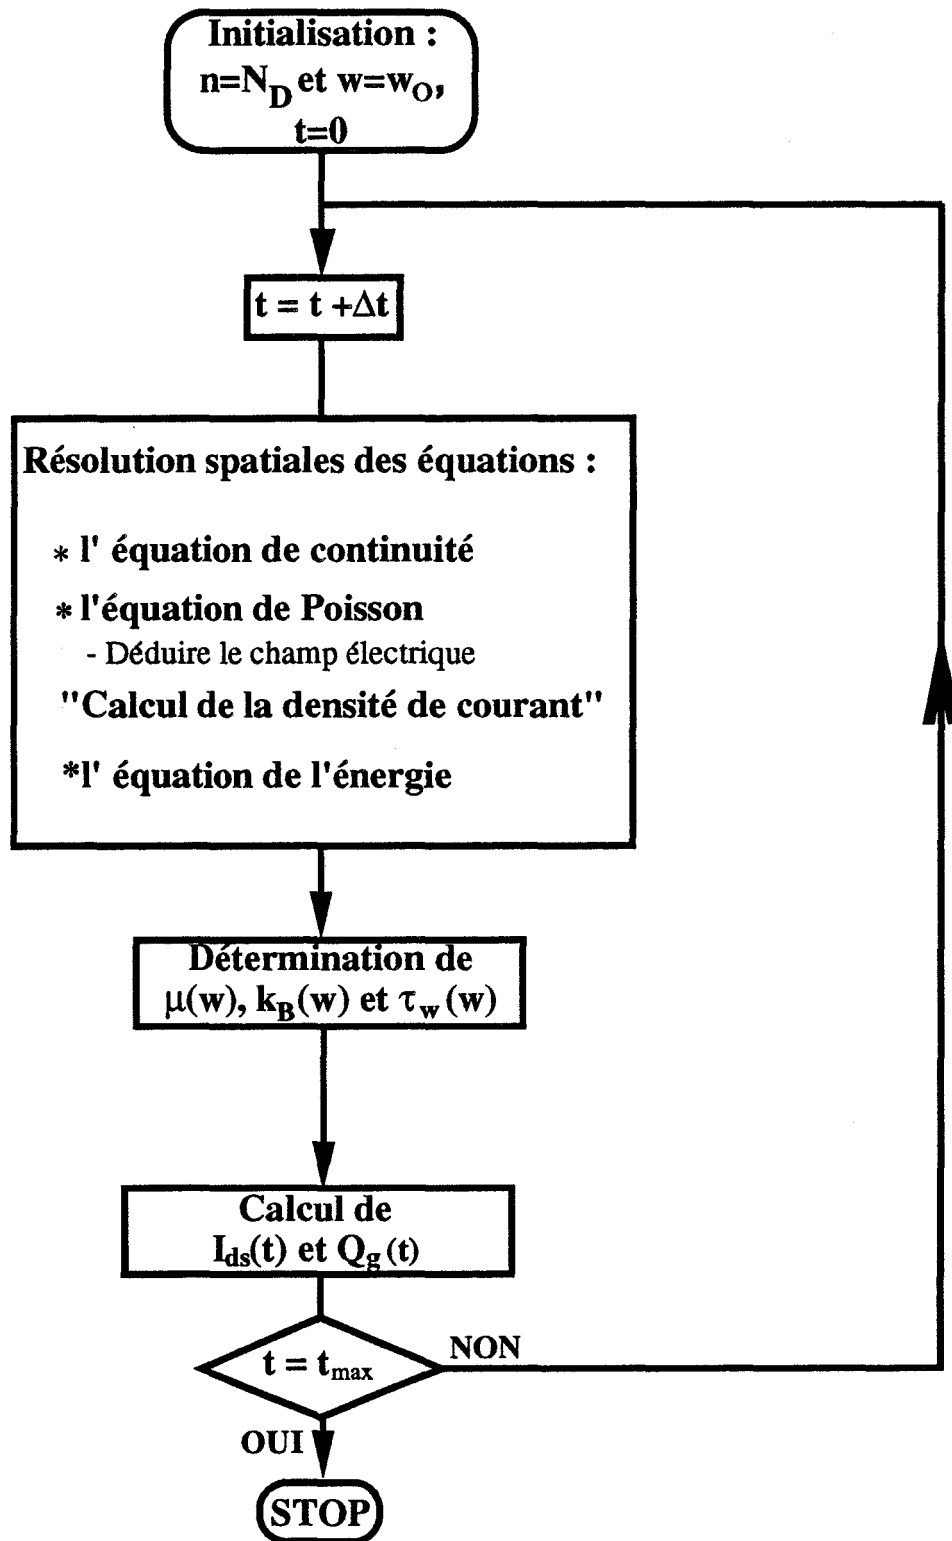 Initialisation :
n=N_D et w=w_O,
t=0
t = t +Δt
Résolution spatiales des équations :
* l' équation de continuité
* l'équation de Poisson
- Déduire le champ électrique
"Calcul de la densité de courant"
*l' équation de l'énergie
Détermination de
μ(w), k_B(w) et τ_w(w)
Calcul de
I_ds(t) et Q_g(t)
t = t_max
NON
OUI
STOP